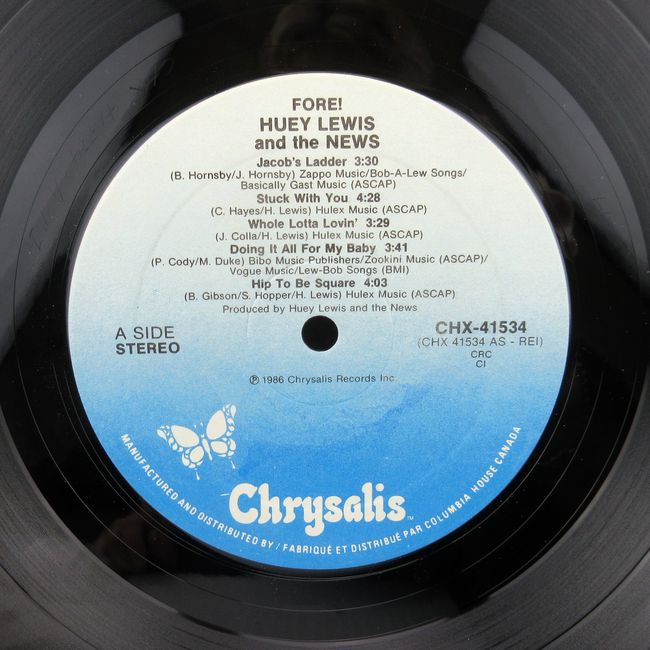 FORE!
HUEY LEWIS
and the NEWS
Jacob's Ladder 3:30
(B. Hornsby/J. Hornsby) Zappo Music/Bob-A-Lew Songs/
Basically Gast Music (ASCAP)
Stuck With You 4:28
(C. Hayes/H. Lewis) Hulex Music (ASCAP)
Whole Lotta Lovin' 3:29
(J. Colla/H. Lewis) Hulex Music (ASCAP)
Doing It All For My Baby 3:41
(P. Cody/M. Duke) Bibo Music Publishers/Zookini Music (ASCAP)/
Vogue Music/Lew-Bob Songs (BMI)
Hip To Be Square 4:03
(B. Gibson/S. Hopper/H. Lewis) Hulex Music (ASCAP)
Produced by Huey Lewis and the News
A SIDE
STEREO
CHX-41534
(CHX 41534 AS - REI)
CRC
CI
℗ 1986 Chrysalis Records Inc.
Chrysalis™
MANUFACTURED AND DISTRIBUTED BY / FABRIQUÉ ET DISTRIBUÉ PAR COLUMBIA HOUSE CANADA